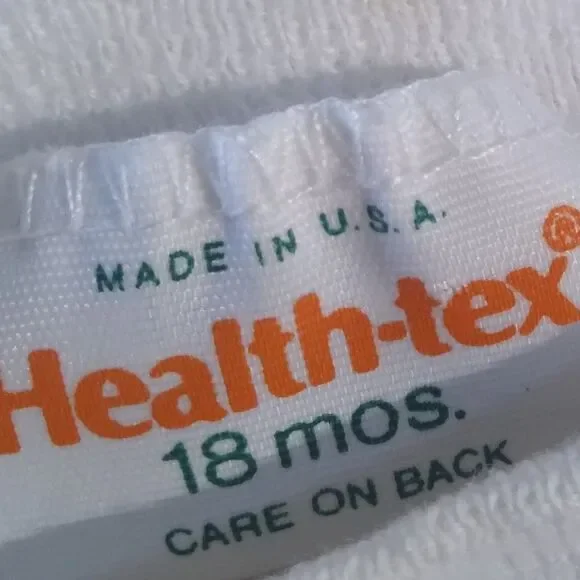 MADE IN U.S.A.
Health-tex®
18 mos.
CARE ON BACK